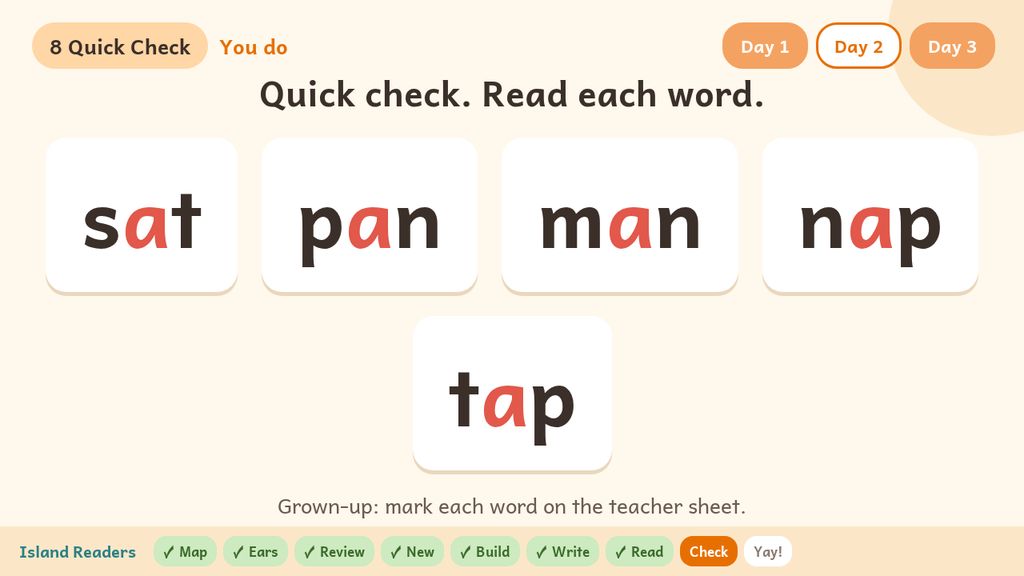 8 Quick Check You do Day 1 Day 2 Day 3
Quick check. Read each word.
sat pan man nap
tap
Grown-up: mark each word on the teacher sheet.
Island Readers ✓ Map ✓ Ears ✓ Review ✓ New ✓ Build ✓ Write ✓ Read Check Yay!